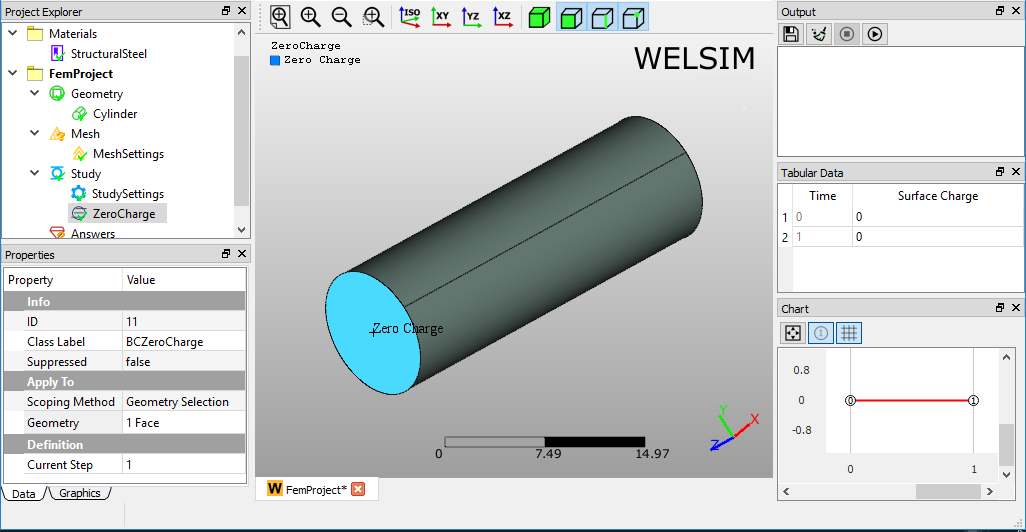 Project Explorer
Materials
StructuralSteel
FemProject
Geometry
Cylinder
Mesh
MeshSettings
Study
StudySettings
ZeroCharge
Answers
Properties
Property Value
Info
ID 11
Class Label BCZeroCharge
Suppressed false
Apply To
Scoping Method Geometry Selection
Geometry 1 Face
Definition
Current Step 1
Data Graphics
ISO XY YZ XZ
ZeroCharge
Zero Charge
WELSIM
Zero Charge
0 7.49 14.97
Y
X
Z
W FemProject*
Output
Tabular Data
Time Surface Charge
1 0 0
2 1 0
Chart
1
0.8
0
-0.8
0 1
0 1